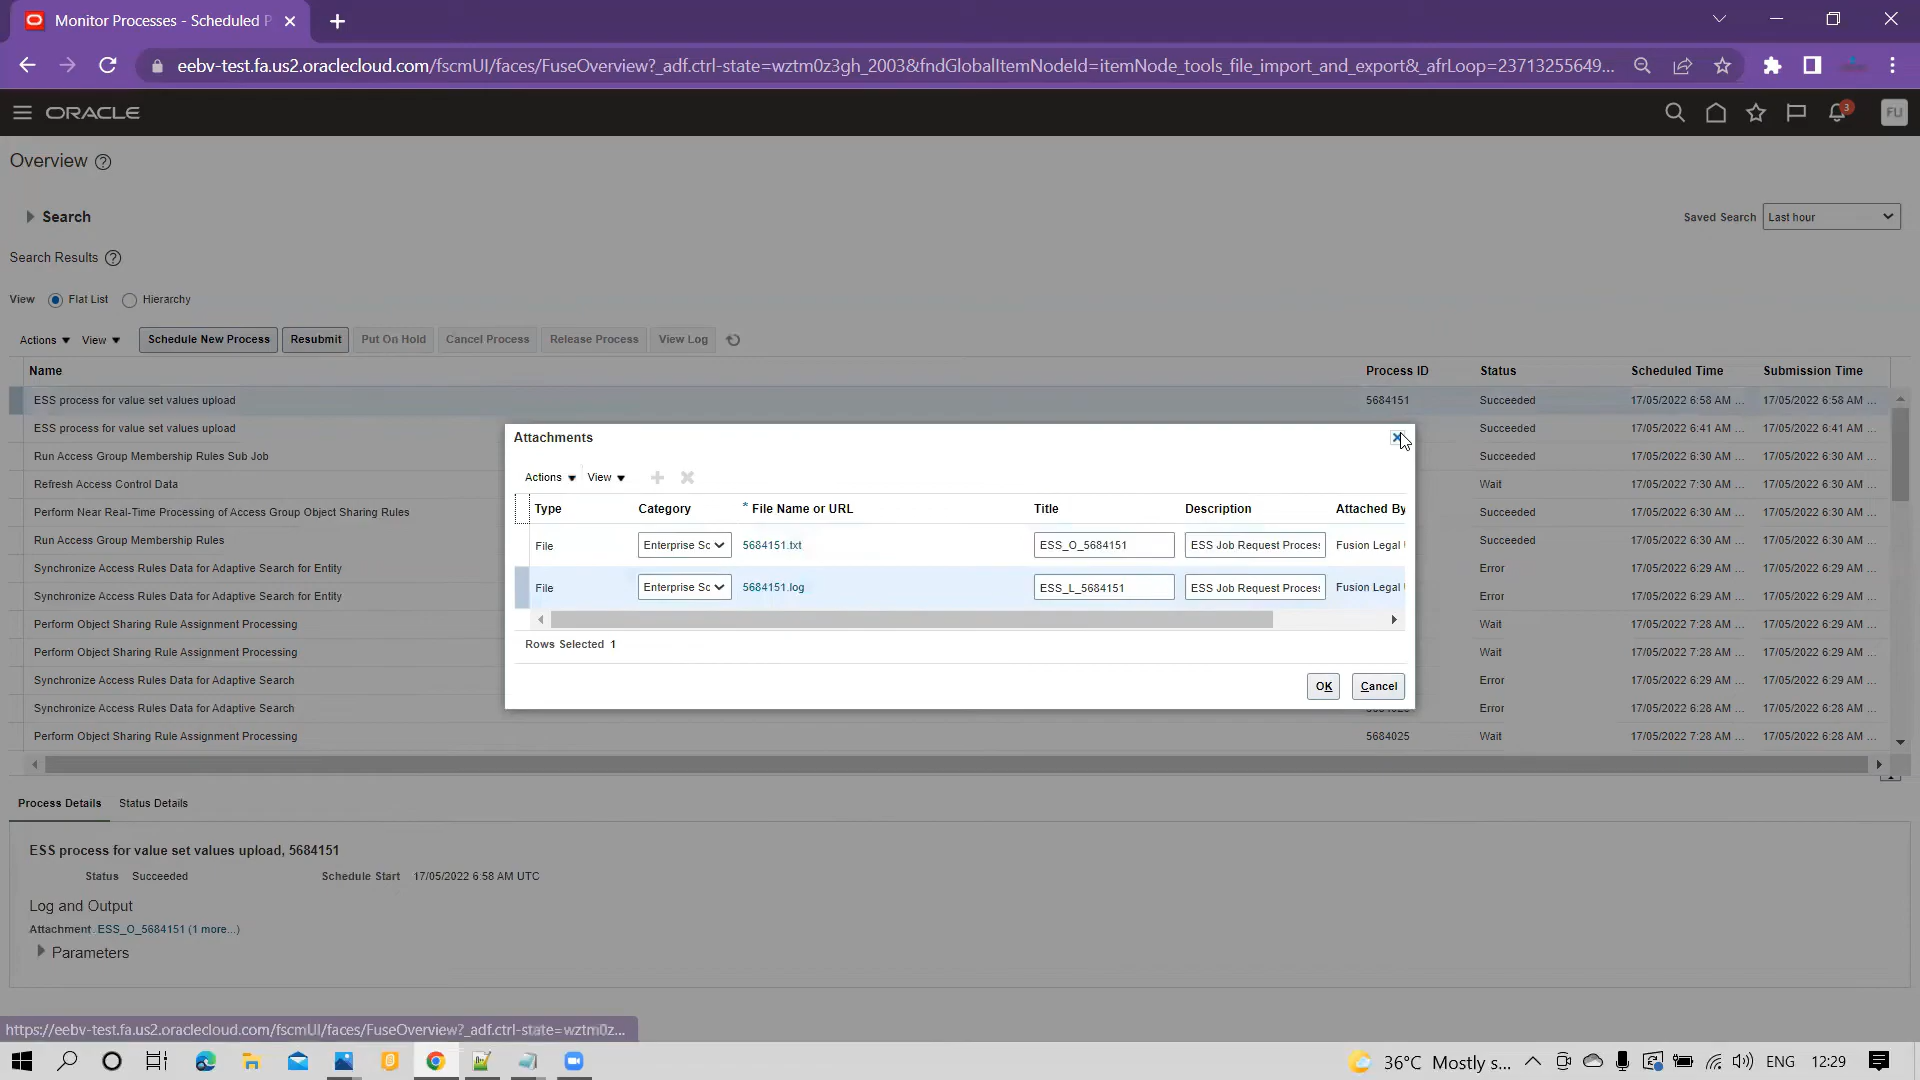 Monitor Processes - Scheduled P
eebv-test.fa.us2.oraclecloud.com/fscmUI/faces/FuseOverview?_adf.ctrl-state=wztm0z3gh_2003&fndGlobalItemNodeId=itemNode_tools_file_import_and_export&_afrLoop=23713255649...
ORACLE
3
FU
Overview
Search
Saved Search Last hour
Search Results
View Flat List Hierarchy
Actions View Schedule New Process Resubmit Put On Hold Cancel Process Release Process View Log
Name Process ID Status Scheduled Time Submission Time
ESS process for value set values upload 5684151 Succeeded 17/05/2022 6:58 AM ... 17/05/2022 6:58 AM ...
ESS process for value set values upload Succeeded 17/05/2022 6:41 AM ... 17/05/2022 6:41 AM ...
Run Access Group Membership Rules Sub Job Succeeded 17/05/2022 6:30 AM ... 17/05/2022 6:30 AM ...
Refresh Access Control Data Wait 17/05/2022 7:30 AM ... 17/05/2022 6:30 AM ...
Perform Near Real-Time Processing of Access Group Object Sharing Rules Succeeded 17/05/2022 6:30 AM ... 17/05/2022 6:30 AM ...
Run Access Group Membership Rules Succeeded 17/05/2022 6:30 AM ... 17/05/2022 6:30 AM ...
Synchronize Access Rules Data for Adaptive Search for Entity Error 17/05/2022 6:29 AM ... 17/05/2022 6:29 AM ...
Synchronize Access Rules Data for Adaptive Search for Entity Error 17/05/2022 6:29 AM ... 17/05/2022 6:29 AM ...
Perform Object Sharing Rule Assignment Processing Wait 17/05/2022 7:28 AM ... 17/05/2022 6:29 AM ...
Perform Object Sharing Rule Assignment Processing Wait 17/05/2022 7:28 AM ... 17/05/2022 6:29 AM ...
Synchronize Access Rules Data for Adaptive Search Error 17/05/2022 6:29 AM ... 17/05/2022 6:29 AM ...
Synchronize Access Rules Data for Adaptive Search Error 17/05/2022 6:28 AM ... 17/05/2022 6:28 AM ...
Perform Object Sharing Rule Assignment Processing 5684025 Wait 17/05/2022 7:28 AM ... 17/05/2022 6:28 AM ...
Attachments
Actions View
Type Category * File Name or URL Title Description Attached By
File Enterprise Sc 5684151.txt ESS_O_5684151 ESS Job Request Process Fusion Legal
File Enterprise Sc 5684151.log ESS_L_5684151 ESS Job Request Process Fusion Legal
Rows Selected 1
OK Cancel
Process Details Status Details
ESS process for value set values upload, 5684151
Status Succeeded Schedule Start 17/05/2022 6:58 AM UTC
Log and Output
Attachment ESS_O_5684151 (1 more...)
Parameters
https://eebv-test.fa.us2.oraclecloud.com/fscmUI/faces/FuseOverview?_adf.ctrl-state=wztm0z...
36°C Mostly s... ENG 12:29